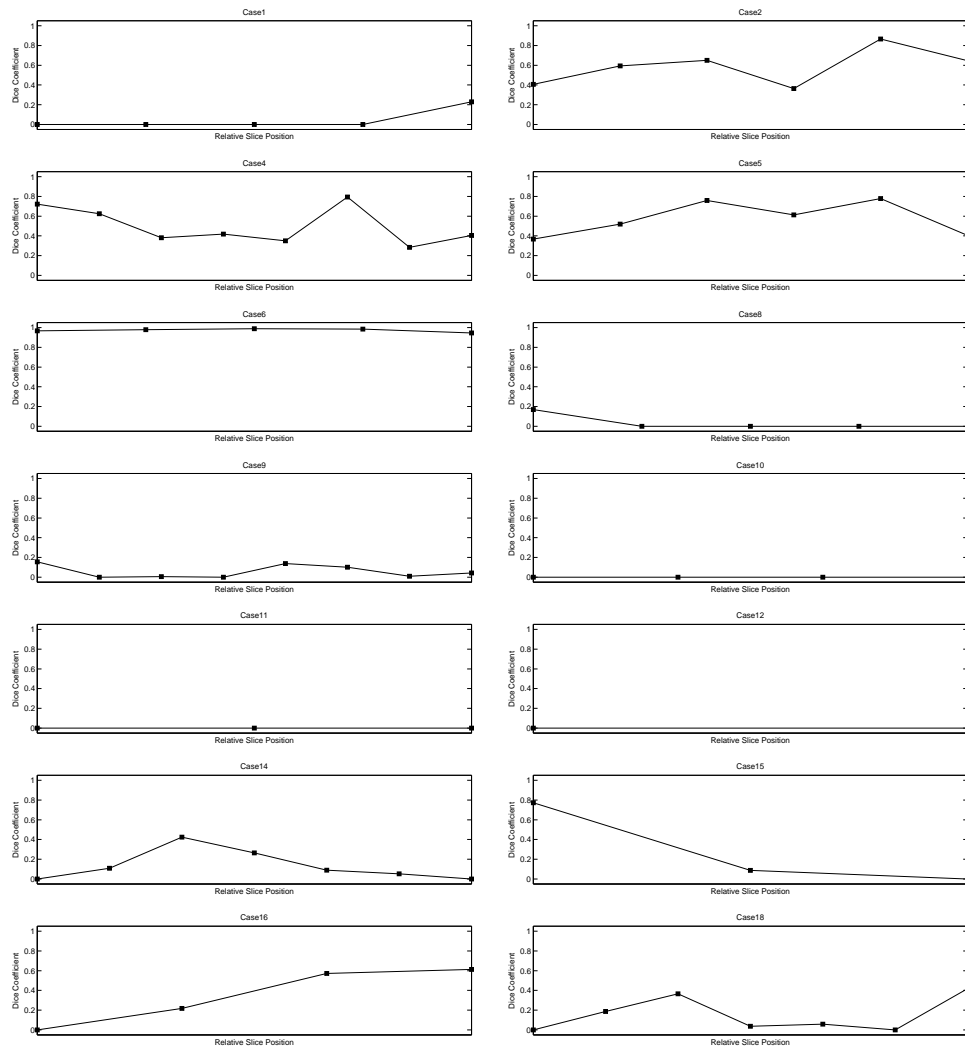 Case1
1
0.8
0.6
0.4
0.2
0
Dice Coefficient
Relative Slice Position
Case2
1
0.8
0.6
0.4
0.2
0
Dice Coefficient
Relative Slice Position
Case4
1
0.8
0.6
0.4
0.2
0
Dice Coefficient
Relative Slice Position
Case5
1
0.8
0.6
0.4
0.2
0
Dice Coefficient
Relative Slice Position
Case6
1
0.8
0.6
0.4
0.2
0
Dice Coefficient
Relative Slice Position
Case8
1
0.8
0.6
0.4
0.2
0
Dice Coefficient
Relative Slice Position
Case9
1
0.8
0.6
0.4
0.2
0
Dice Coefficient
Relative Slice Position
Case10
1
0.8
0.6
0.4
0.2
0
Dice Coefficient
Relative Slice Position
Case11
1
0.8
0.6
0.4
0.2
0
Dice Coefficient
Relative Slice Position
Case12
1
0.8
0.6
0.4
0.2
0
Dice Coefficient
Relative Slice Position
Case14
1
0.8
0.6
0.4
0.2
0
Dice Coefficient
Relative Slice Position
Case15
1
0.8
0.6
0.4
0.2
0
Dice Coefficient
Relative Slice Position
Case16
1
0.8
0.6
0.4
0.2
0
Dice Coefficient
Relative Slice Position
Case18
1
0.8
0.6
0.4
0.2
0
Dice Coefficient
Relative Slice Position